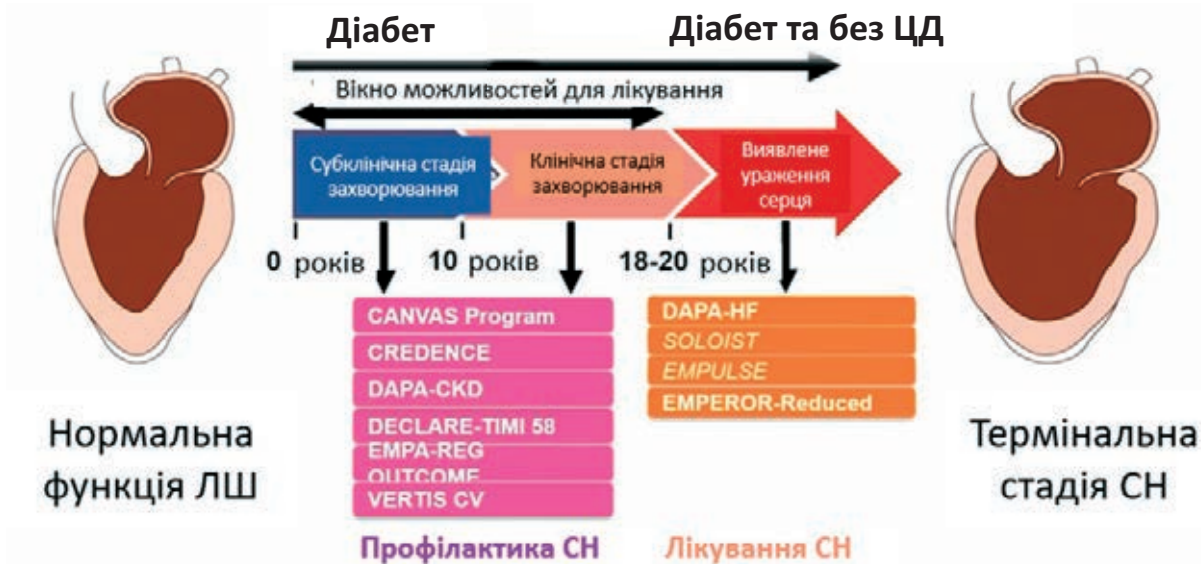 Діабет
Діабет та без ЦД
Вікно можливостей для лікування
Субклінічна стадія
захворювання
Клінічна стадія
захворювання
Виявлене
ураження
серця
0 років
10 років
18-20 років
CANVAS Program
CREDENCE
DAPA-CKD
DECLARE-TIMI 58
EMPA-REG
OUTCOME
VERTIS CV
DAPA-HF
SOLOIST
EMPULSE
EMPEROR-Reduced
Нормальна
функція ЛШ
Термінальна
стадія СН
Профілактика СН
Лікування СН